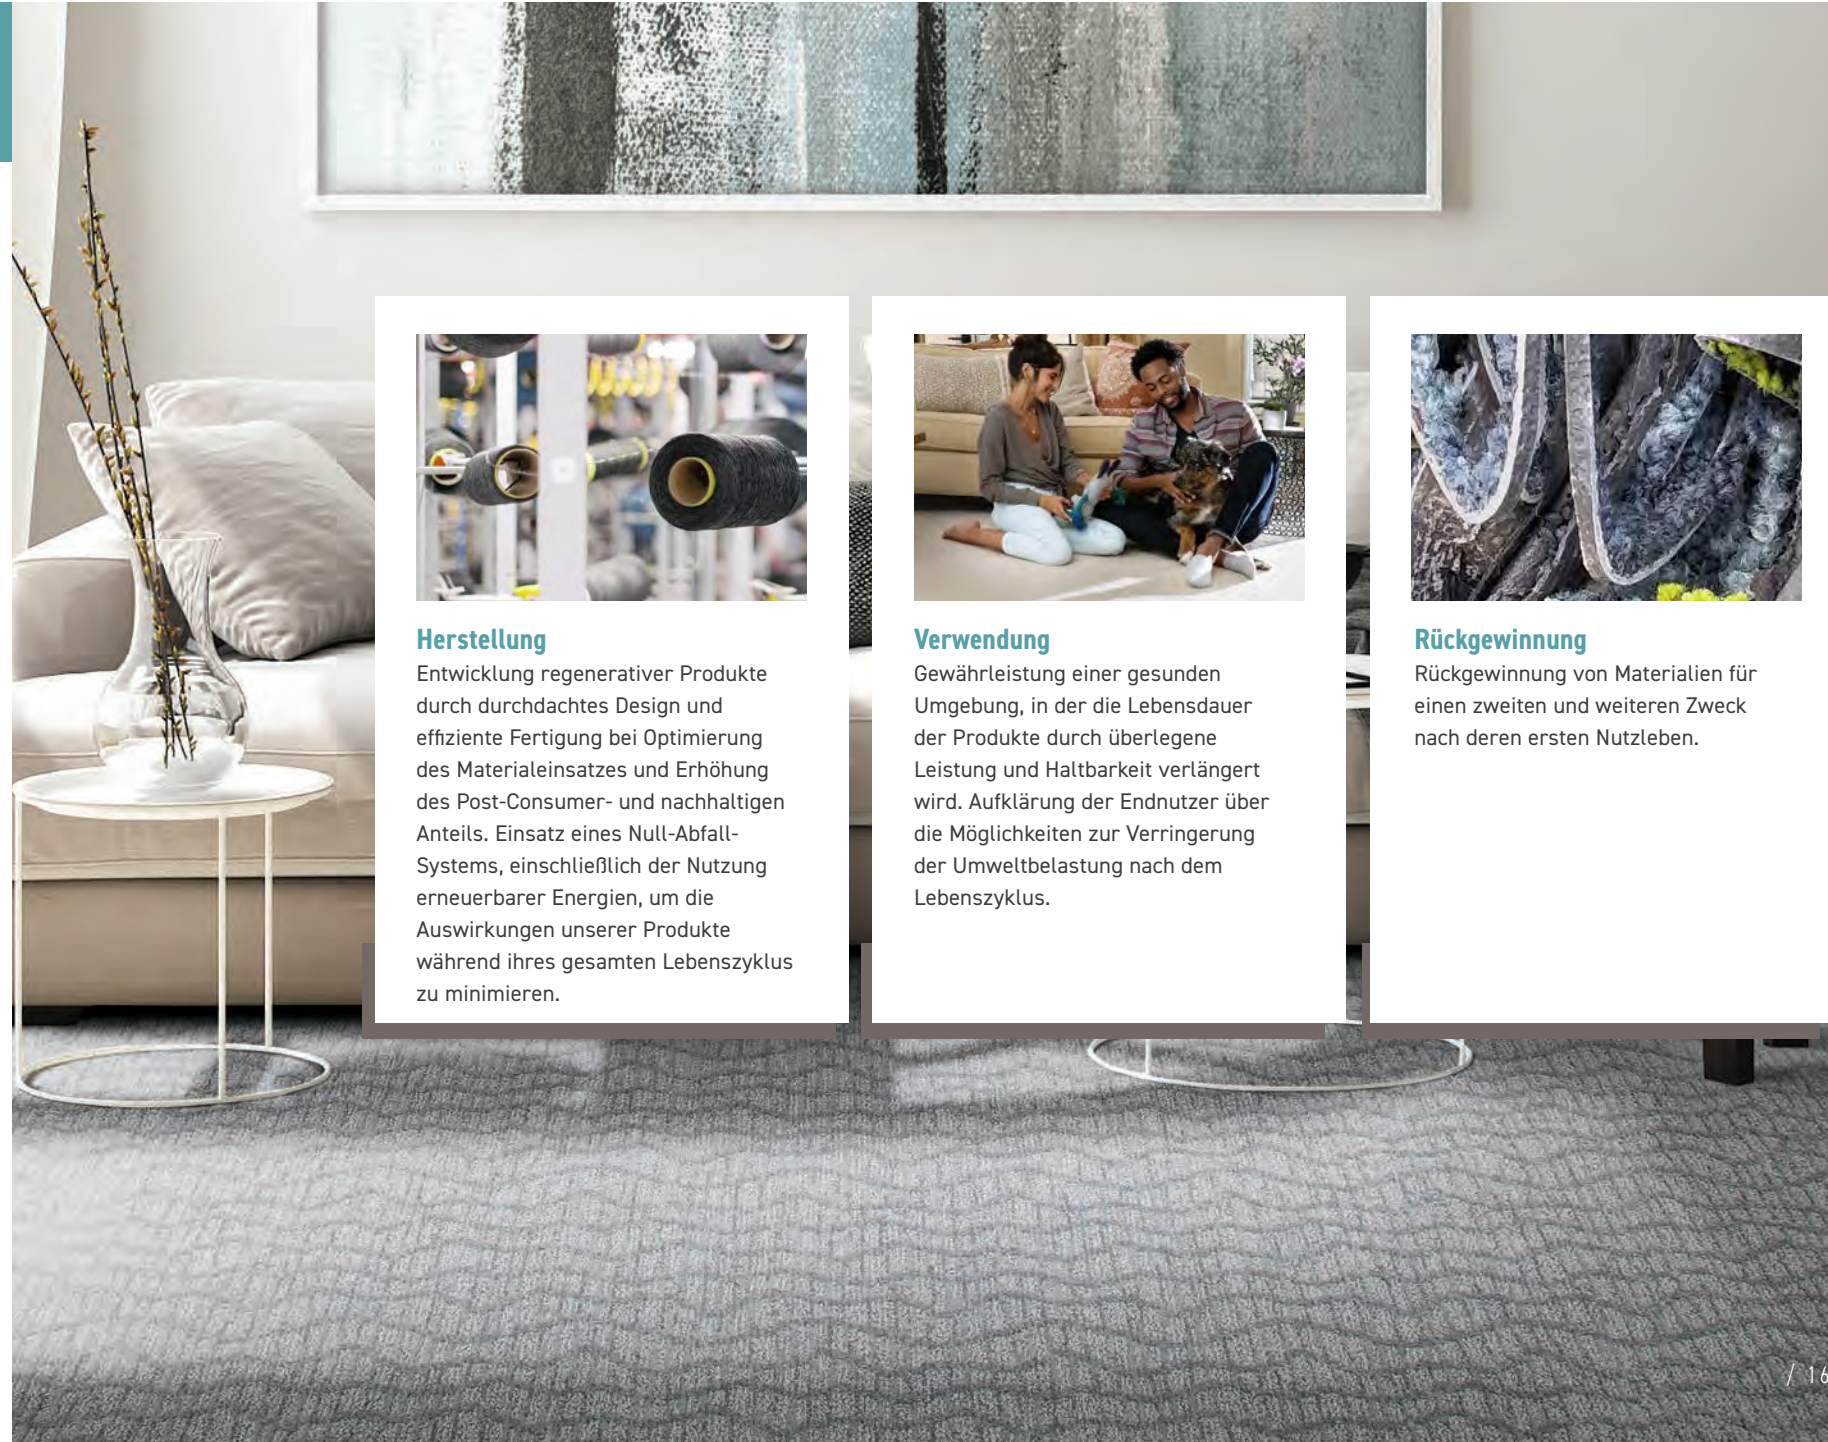 Herstellung
Entwicklung regenerativer Produkte
durch durchdachtes Design und
effiziente Fertigung bei Optimierung
des Materialeinsatzes und Erhöhung
des Post-Consumer- und nachhaltigen
Anteils. Einsatz eines Null-Abfall-
Systems, einschließlich der Nutzung
erneuerbarer Energien, um die
Auswirkungen unserer Produkte
während ihres gesamten Lebenszyklus
zu minimieren.
Verwendung
Gewährleistung einer gesunden
Umgebung, in der die Lebensdauer
der Produkte durch überlegene
Leistung und Haltbarkeit verlängert
wird. Aufklärung der Endnutzer über
die Möglichkeiten zur Verringerung
der Umweltbelastung nach dem
Lebenszyklus.
Rückgewinnung
Rückgewinnung von Materialien für
einen zweiten und weiteren Zweck
nach deren ersten Nutzleben.
/ 16